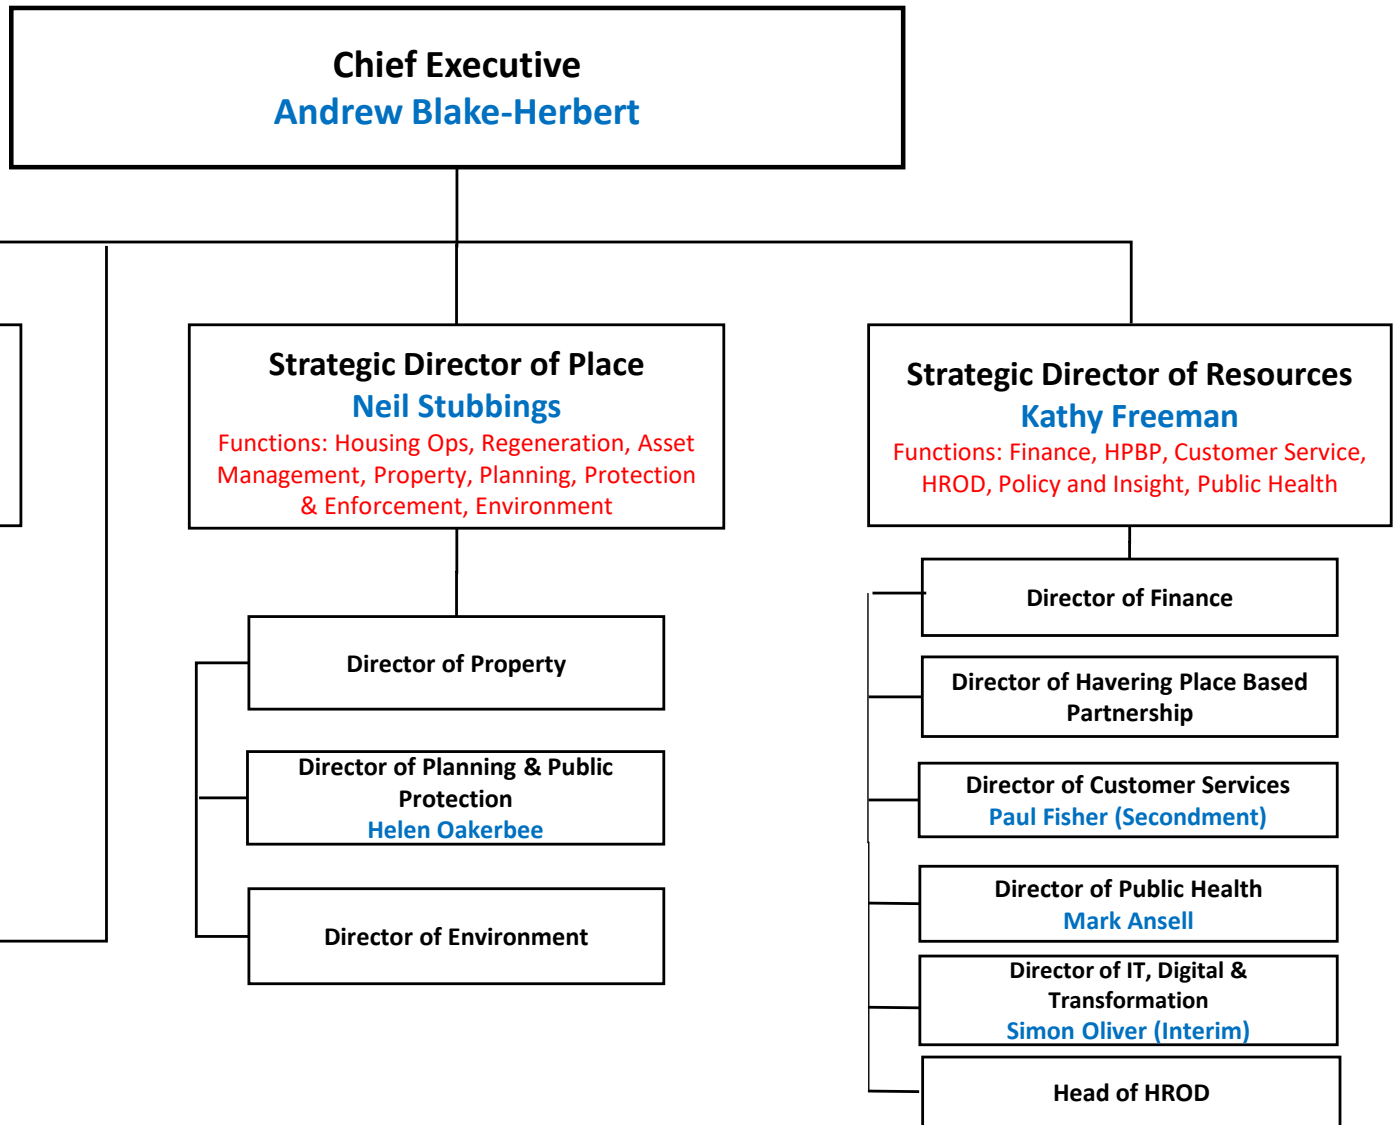 Chief Executive
Andrew Blake-Herbert
Strategic Director of Place
Neil Stubbings
Functions: Housing Ops, Regeneration, Asset
Management, Property, Planning, Protection
& Enforcement, Environment
Strategic Director of Resources
Kathy Freeman
Functions: Finance, HPBP, Customer Service,
HROD, Policy and Insight, Public Health
Director of Property
Director of Planning & Public
Protection
Helen Oakerbee
Director of Environment
Director of Finance
Director of Havering Place Based
Partnership
Director of Customer Services
Paul Fisher (Secondment)
Director of Public Health
Mark Ansell
Director of IT, Digital &
Transformation
Simon Oliver (Interim)
Head of HROD